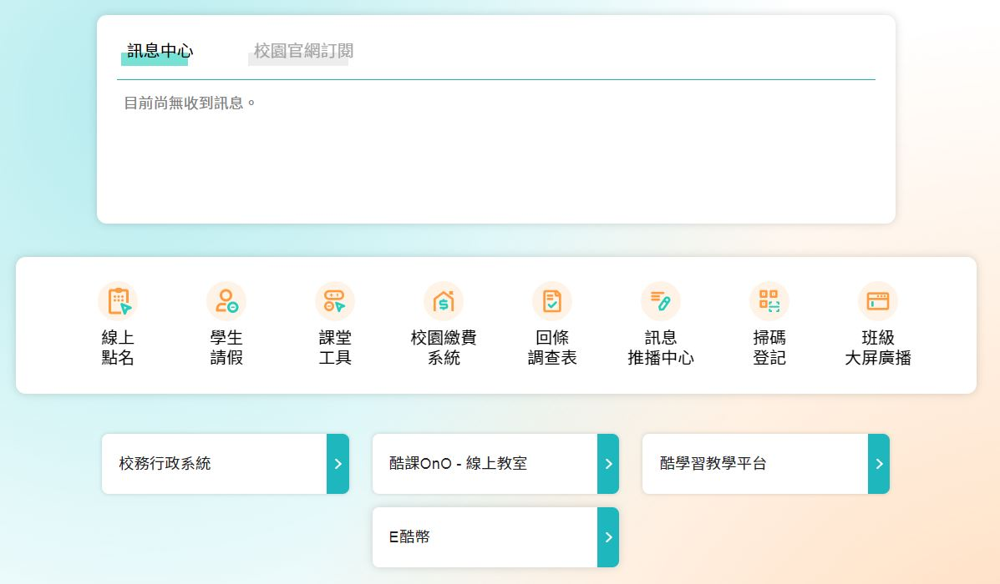 訊息中心 校園官網訂閱
目前尚無收到訊息。
線上
點名
學生
請假
課堂
工具
校園繳費
系統
回條
調查表
訊息
推播中心
掃碼
登記
班級
大屏廣播
校務行政系統
酷課OnO - 線上教室
酷學習教學平台
E酷幣